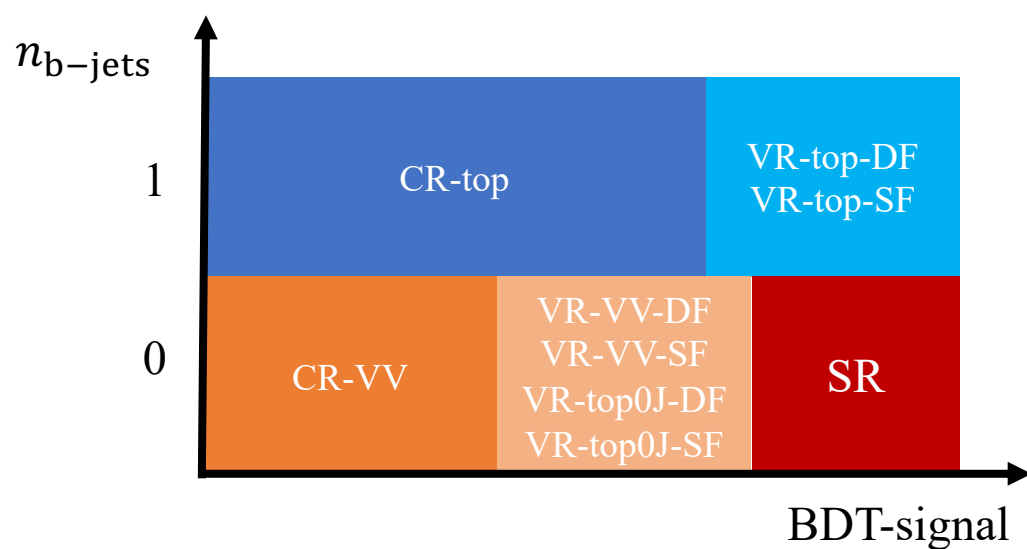 n_b−jets
1
CR-top
VR-top-DF
VR-top-SF
0
CR-VV
VR-VV-DF
VR-VV-SF
VR-top0J-DF
VR-top0J-SF
SR
BDT-signal